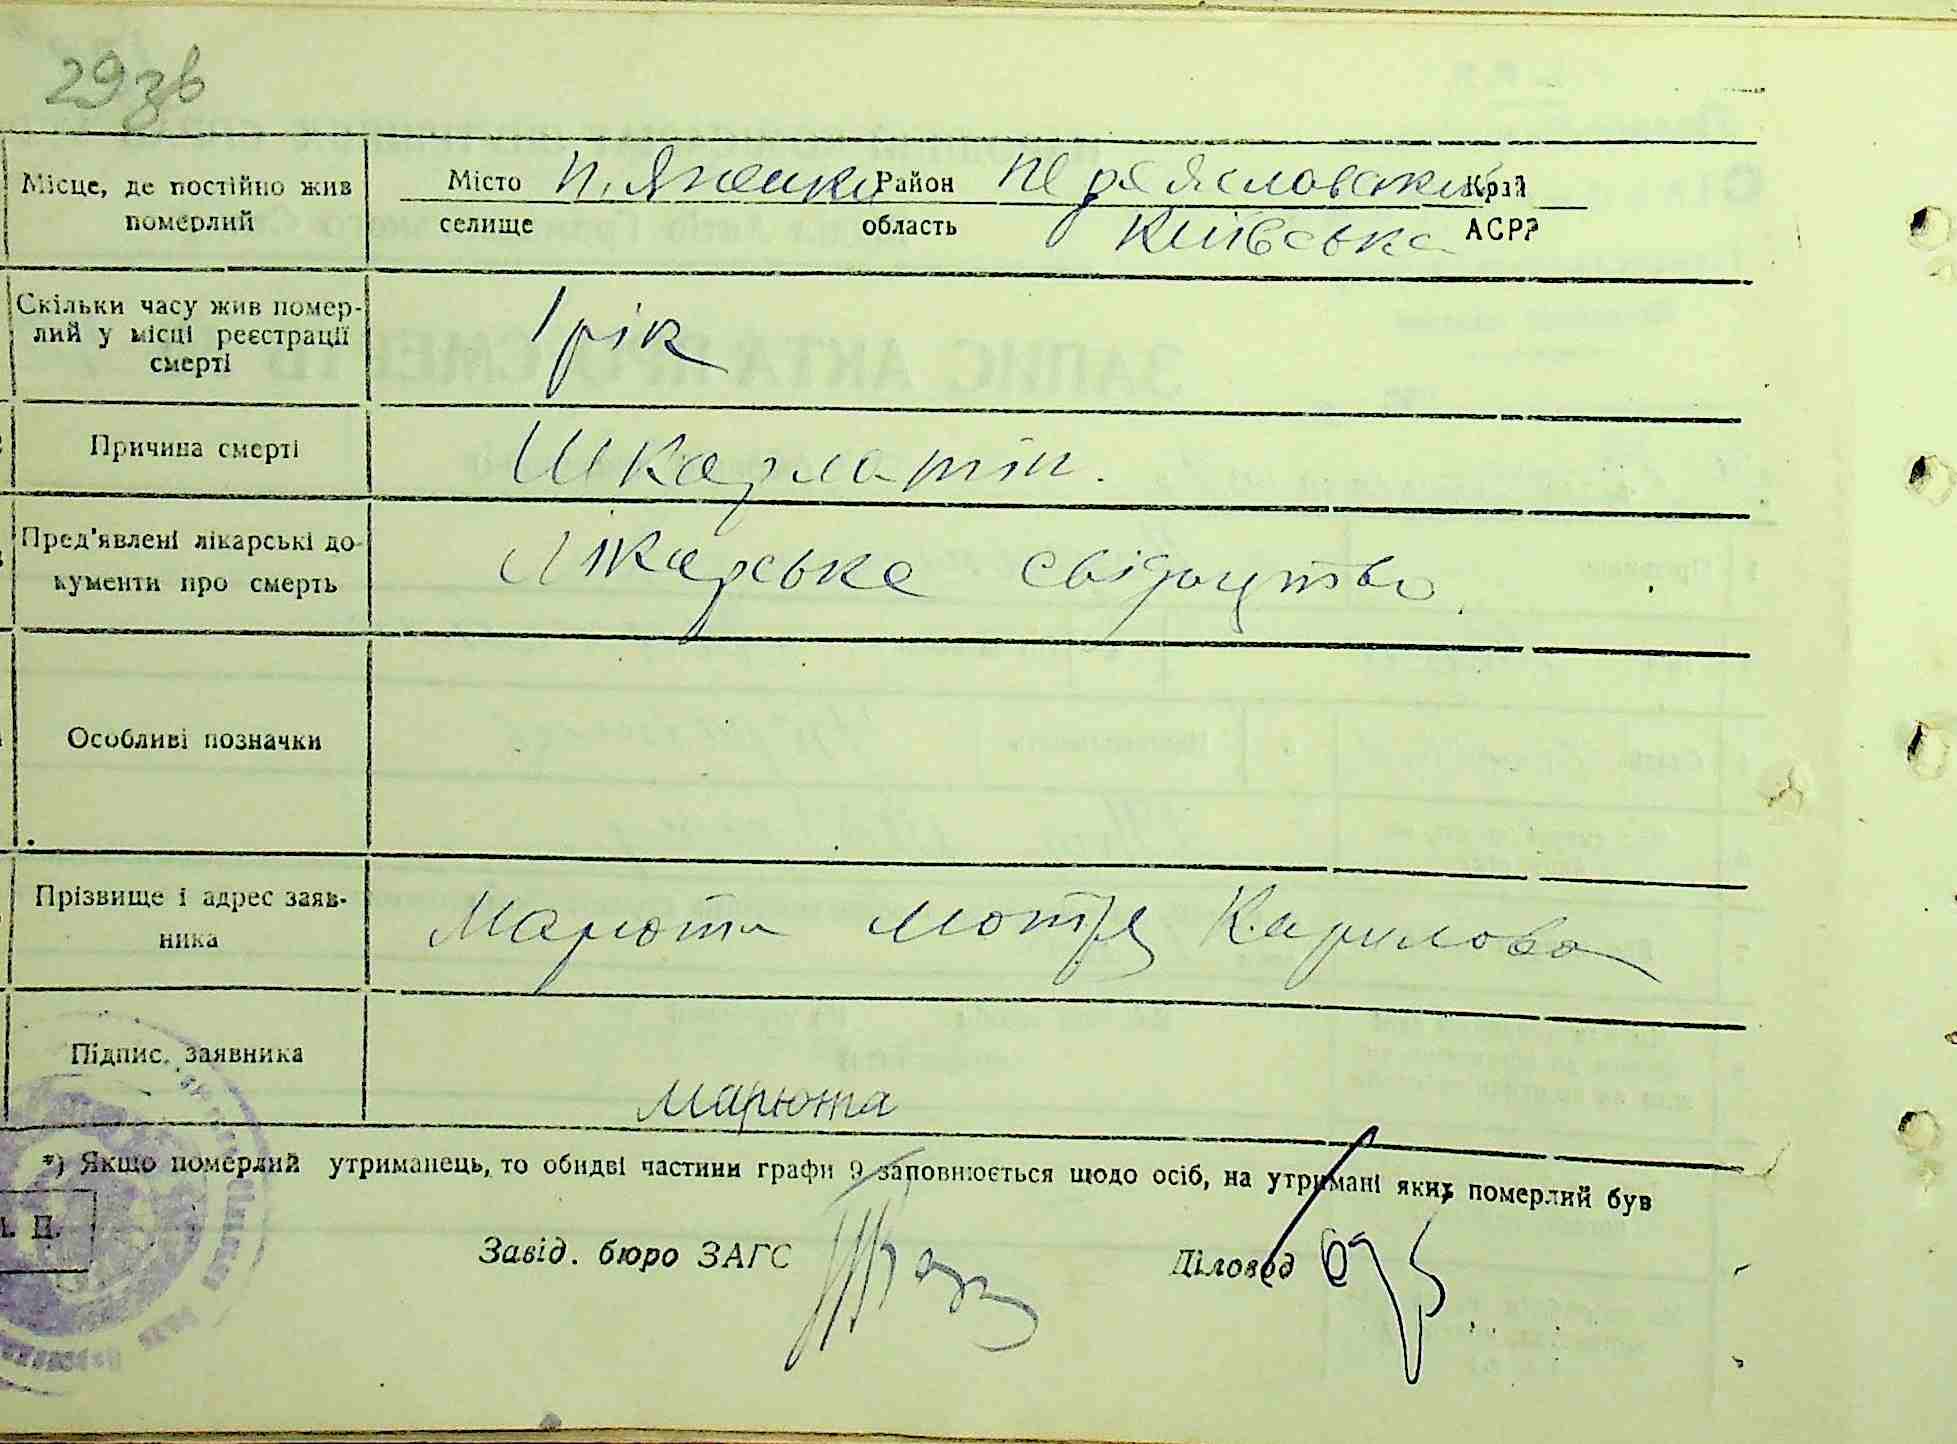 29зв
Місце, де постійно жив
померлий
Місто Район Переяславський Край
селище область Київська АСРР
Скільки часу жив помер-
лий у місці реєстрації
смерті
1 рік
Причина смерті
Шкарлатін.
Пред'явлені лікарські до-
кументи про смерть
Лікарське свідоцтво
Особливі позначки
Прізвище і адрес заяв-
ника
Марюта Мотря Карилова
Підпис. заявника
Марюта
*) Якщо померлий утриманець, то обидві частини графи 9 заповнюється щодо осіб, на утримані яких померлий був
М. П.
Завід. бюро ЗАГС
Діловод